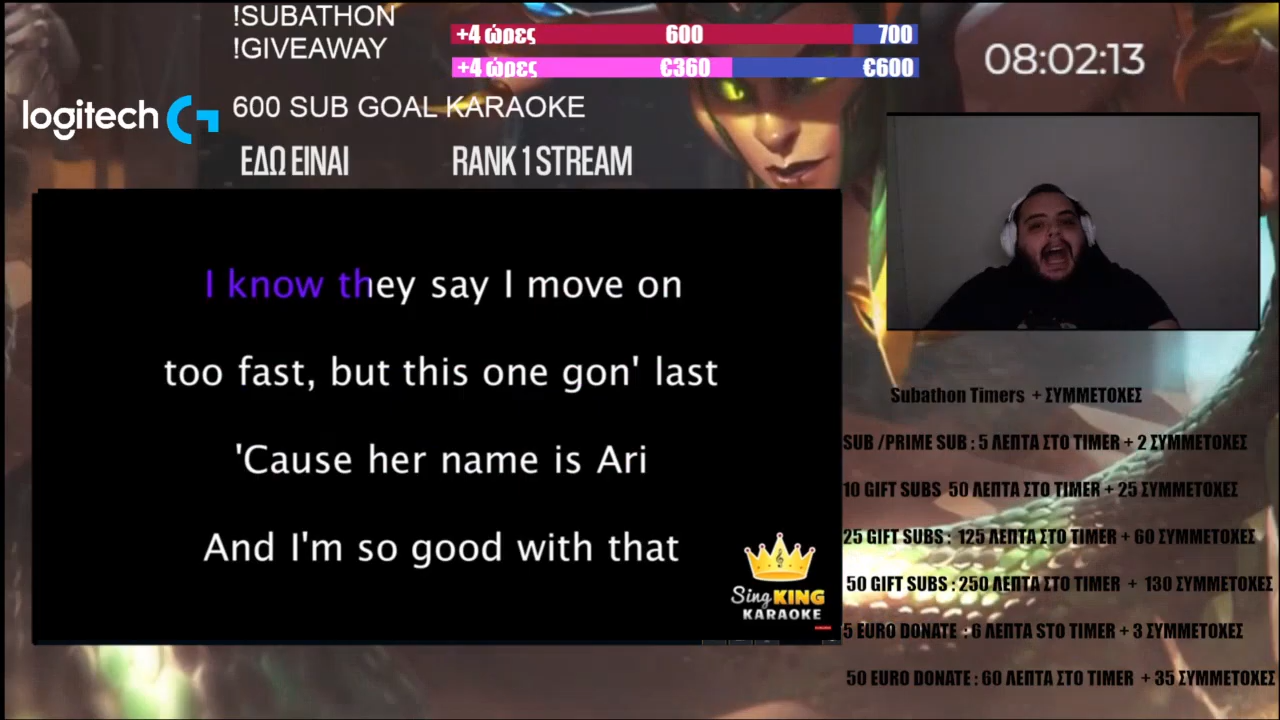 !SUBATHON
!GIVEAWAY
+4 ώρες 600 700
+4 ώρες €360 €600
08:02:13
logitech G
600 SUB GOAL KARAOKE
ΕΔΩ ΕΙΝΑΙ RANK 1 STREAM
I know they say I move on
too fast, but this one gon' last
'Cause her name is Ari
And I'm so good with that
Sing KING
KARAOKE
Subathon Timers + ΣΥΜΜΕΤΟΧΕΣ
SUB /PRIME SUB : 5 ΛΕΠΤΑ ΣΤΟ TIMER + 2 ΣΥΜΜΕΤΟΧΕΣ
10 GIFT SUBS 50 ΛΕΠΤΑ ΣΤΟ TIMER + 25 ΣΥΜΜΕΤΟΧΕΣ
25 GIFT SUBS : 125 ΛΕΠΤΑ ΣΤΟ TIMER + 60 ΣΥΜΜΕΤΟΧΕΣ
50 GIFT SUBS : 250 ΛΕΠΤΑ ΣΤΟ TIMER + 130 ΣΥΜΜΕΤΟΧΕΣ
5 EURO DONATE : 6 ΛΕΠΤΑ STO TIMER + 3 ΣΥΜΜΕΤΟΧΕΣ
50 EURO DONATE : 60 ΛΕΠΤΑ ΣΤΟ TIMER + 35 ΣΥΜΜΕΤΟΧΕΣ